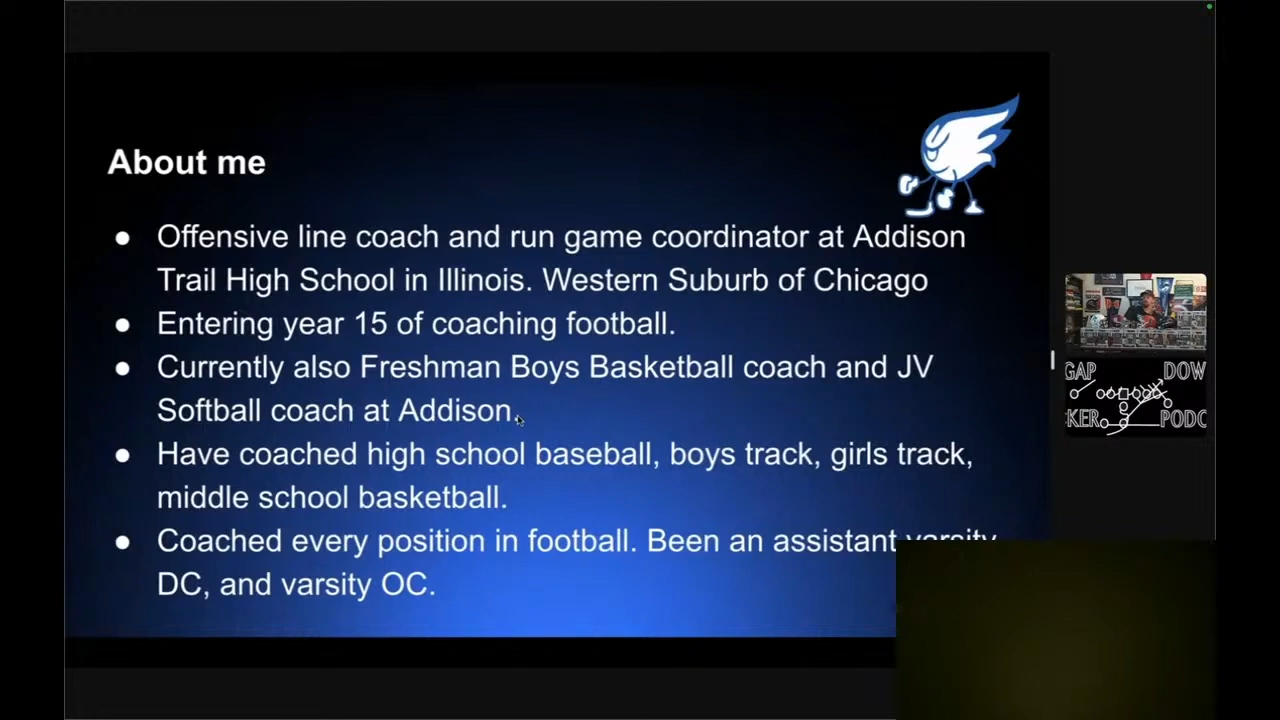 About me
● Offensive line coach and run game coordinator at Addison
Trail High School in Illinois. Western Suburb of Chicago
● Entering year 15 of coaching football.
● Currently also Freshman Boys Basketball coach and JV
Softball coach at Addison.
● Have coached high school baseball, boys track, girls track,
middle school basketball.
● Coached every position in football. Been an assistant varsity
DC, and varsity OC.
GAP DOW
KER PODC